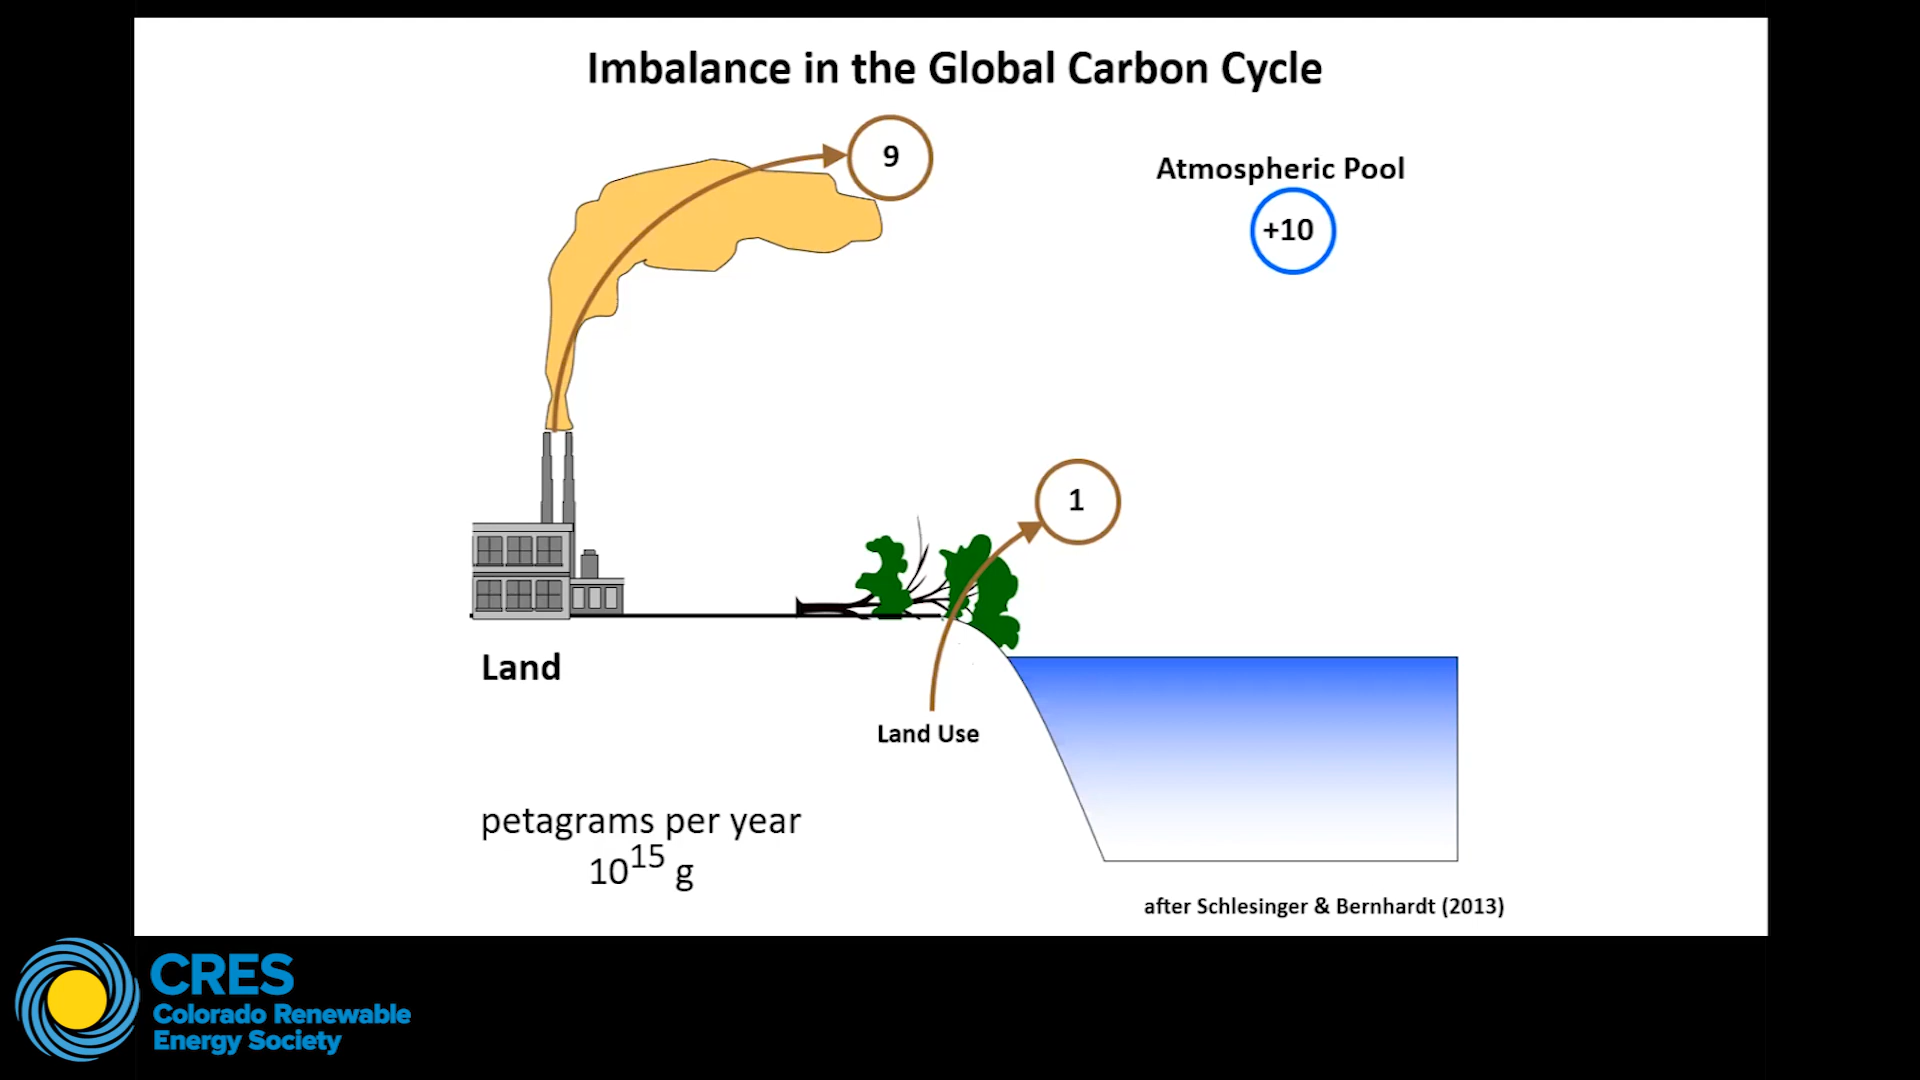 Imbalance in the Global Carbon Cycle
9
Atmospheric Pool
+10
1
Land
Land Use
petagrams per year
10^15 g
after Schlesinger & Bernhardt (2013)
CRES
Colorado Renewable
Energy Society